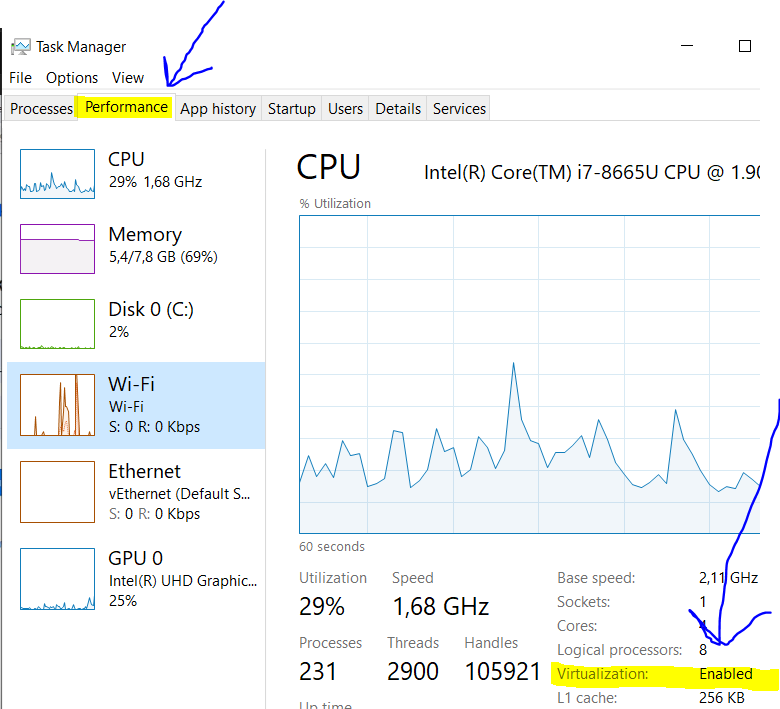 Task Manager
File Options View
Processes Performance App history Startup Users Details Services
CPU
29% 1,68 GHz
Memory
5,4/7,8 GB (69%)
Disk 0 (C:)
2%
Wi-Fi
Wi-Fi
S: 0 R: 0 Kbps
Ethernet
vEthernet (Default S...
S: 0 R: 0 Kbps
GPU 0
Intel(R) UHD Graphic...
25%
CPU Intel(R) Core(TM) i7-8665U CPU @ 1.90
% Utilization
60 seconds
Utilization Speed
29% 1,68 GHz
Processes Threads Handles
231 2900 105921
Up time
Base speed: 2,11 GHz
Sockets: 1
Cores: 4
Logical processors: 8
Virtualization: Enabled
L1 cache: 256 KB